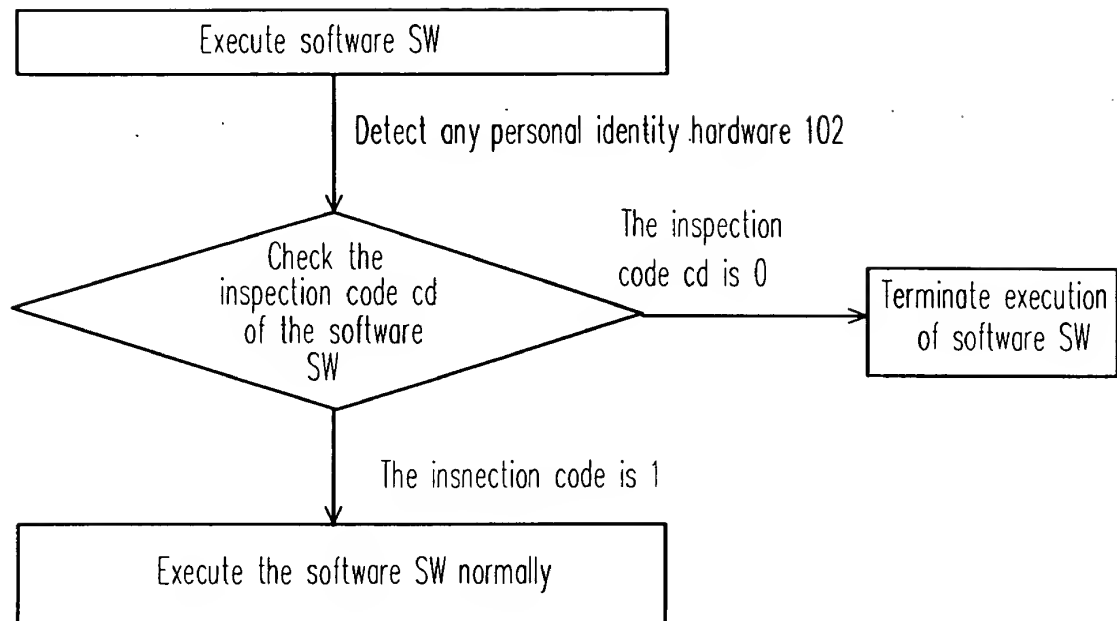 Execute software SW
Detect any personal identity hardware 102
Check the
inspection code cd
of the software
SW
The inspection
code cd is 0
Terminate execution
of software SW
The insnection code is 1
Execute the software SW normally